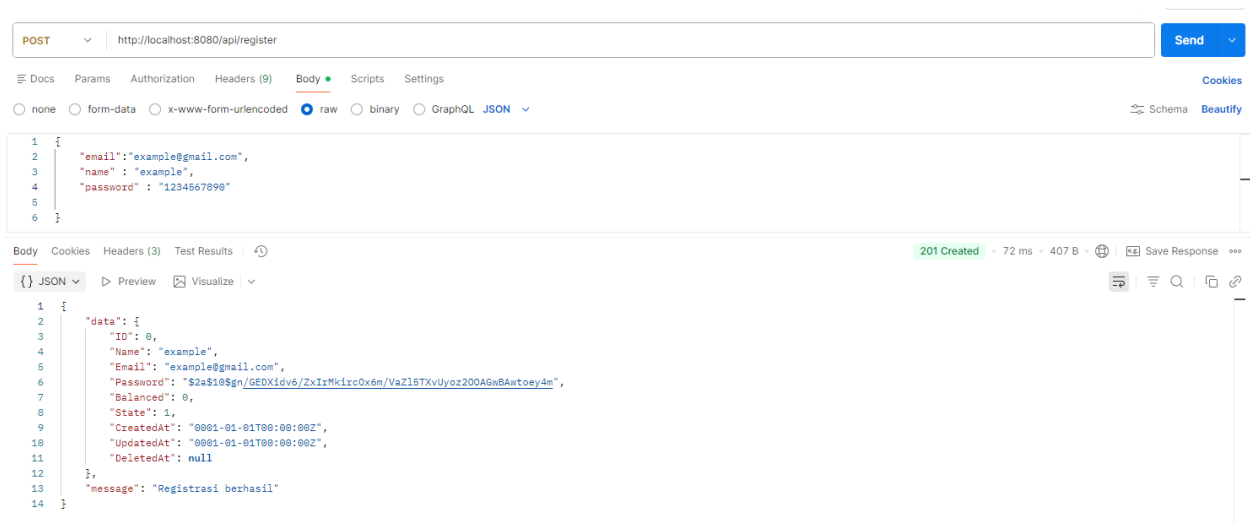 POST http://localhost:8080/api/register Send
Docs Params Authorization Headers (9) Body Scripts Settings Cookies
none form-data x-www-form-urlencoded raw binary GraphQL JSON Schema Beautify
1 {
2 "email":"example@gmail.com",
3 "name" : "example",
4 "password" : "1234567890"
5
6 }
Body Cookies Headers (3) Test Results 201 Created 72 ms 407 B e.g. Save Response
{} JSON Preview Visualize
1 {
2 "data": {
3 "ID": 0,
4 "Name": "example",
5 "Email": "example@gmail.com",
6 "Password": "$2a$10$gn/GEDXidv6/ZxIrMkircOx6m/VaZl5TXvUyoz2OOAGwBAwtoey4m",
7 "Balanced": 0,
8 "State": 1,
9 "CreatedAt": "0001-01-01T00:00:00Z",
10 "UpdatedAt": "0001-01-01T00:00:00Z",
11 "DeletedAt": null
12 },
13 "message": "Registrasi berhasil"
14 }